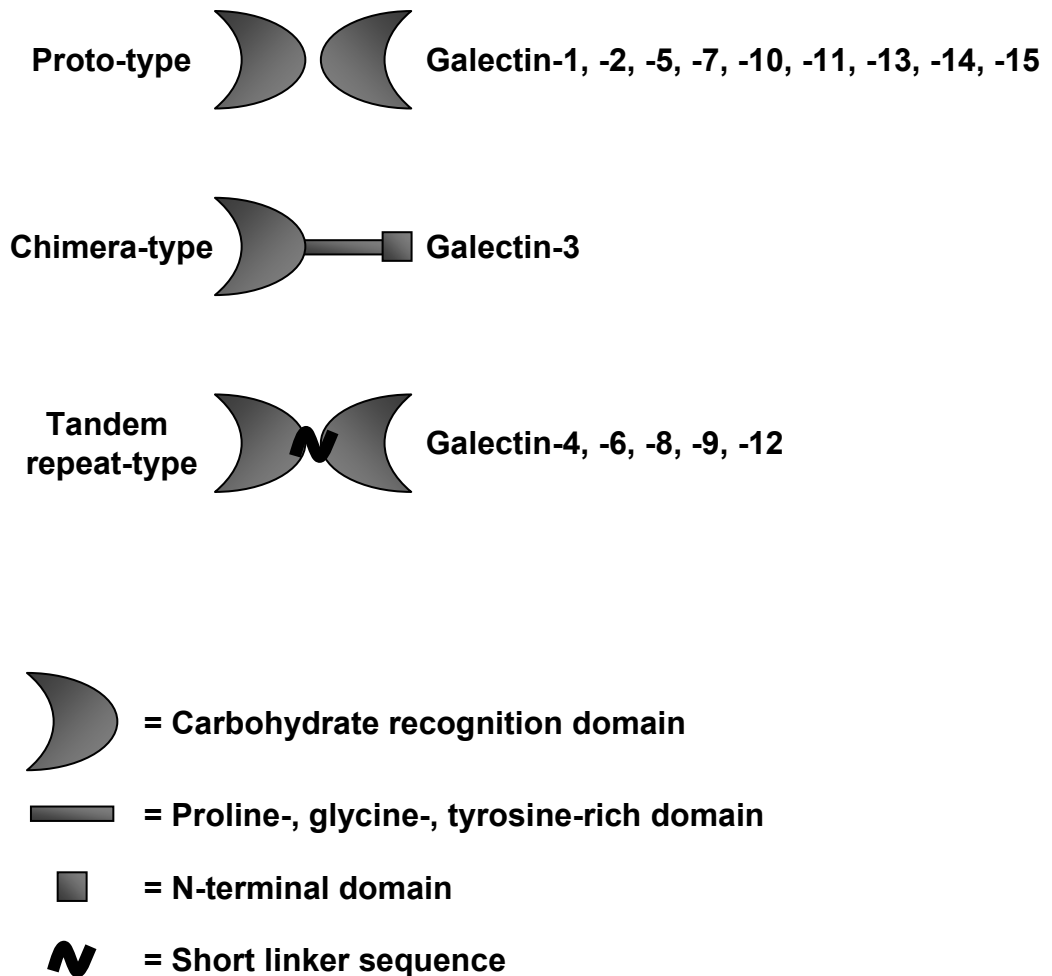 Proto-type Galectin-1, -2, -5, -7, -10, -11, -13, -14, -15
Chimera-type Galectin-3
Tandem
repeat-type Galectin-4, -6, -8, -9, -12
= Carbohydrate recognition domain
= Proline-, glycine-, tyrosine-rich domain
= N-terminal domain
= Short linker sequence